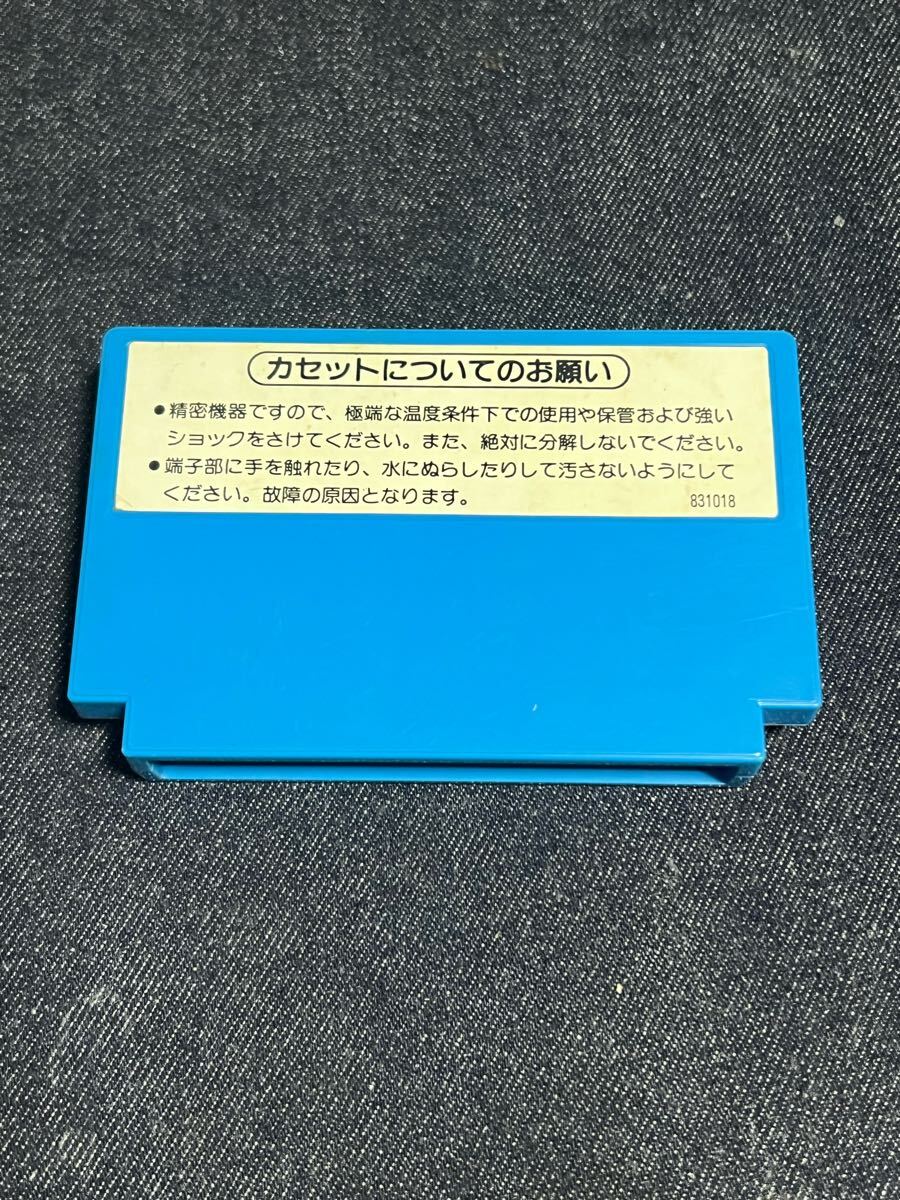 カセットについてのお願い
●精密機器ですので、極端な温度条件下での使用や保管および強い
ショックをさけてください。また、絶対に分解しないでください。
●端子部に手を触れたり、水にぬらしたりして汚さないようにして
ください。故障の原因となります。
831018